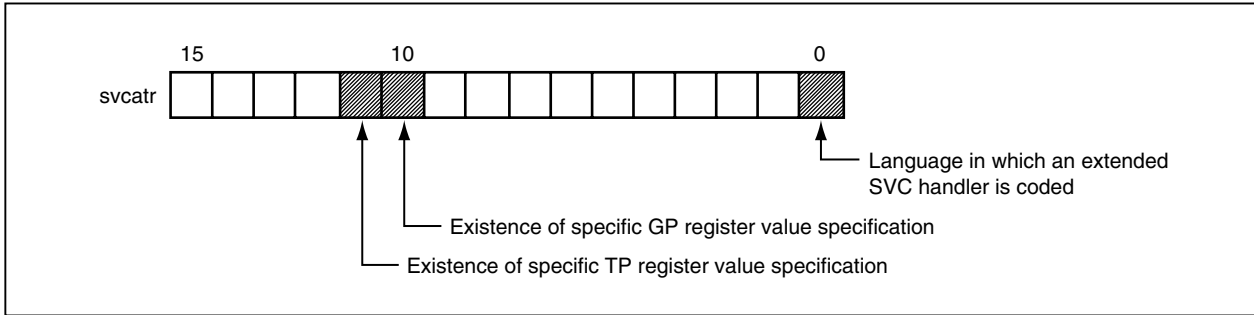 15 10 0
svcatr
Language in which an extended
SVC handler is coded
Existence of specific GP register value specification
Existence of specific TP register value specification